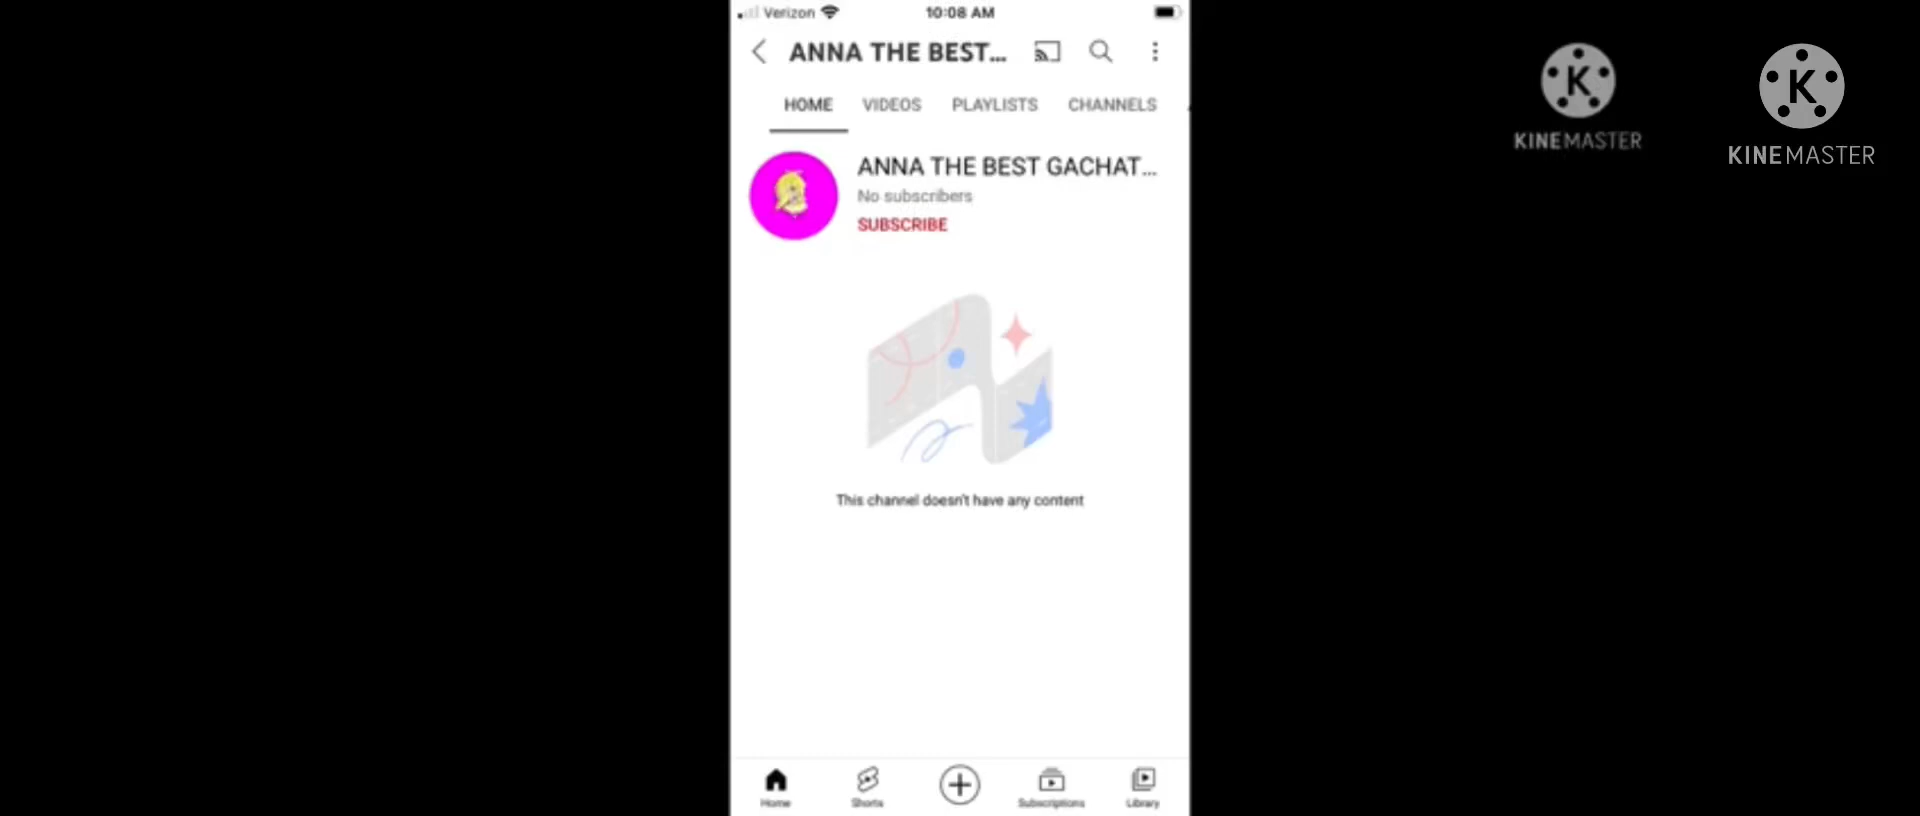 Verizon
10:08 AM
ANNA THE BEST...
HOME VIDEOS PLAYLISTS CHANNELS
ANNA THE BEST GACHAT...
No subscribers
SUBSCRIBE
This channel doesn't have any content
Home Shorts Subscriptions Library
K
KINEMASTER
K
KINEMASTER